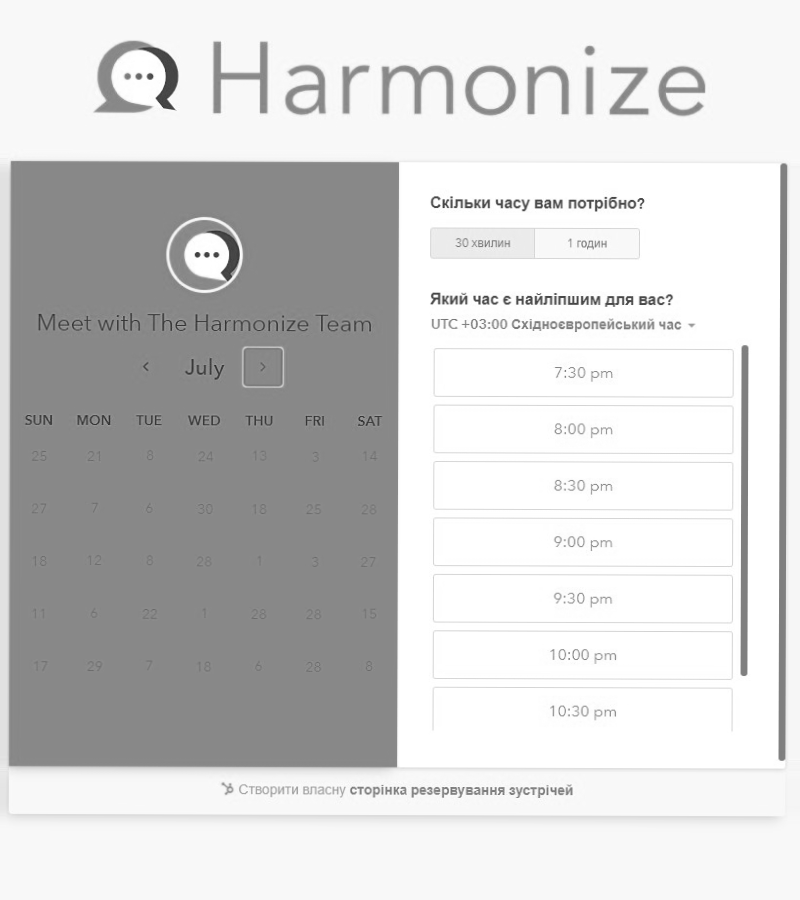 Harmonize
Meet with The Harmonize Team
July
SUN MON TUE WED THU FRI SAT
25 21 8 24 13 3 14
27 7 6 30 18 25 28
18 12 8 28 1 3 27
11 6 22 1 28 28 15
17 29 7 18 6 28 8
Скільки часу вам потрібно?
30 хвилин 1 годин
Який час є найліпшим для вас?
UTC +03:00 Східноєвропейський час
7:30 pm
8:00 pm
8:30 pm
9:00 pm
9:30 pm
10:00 pm
10:30 pm
Створити власну сторінка резервування зустрічей